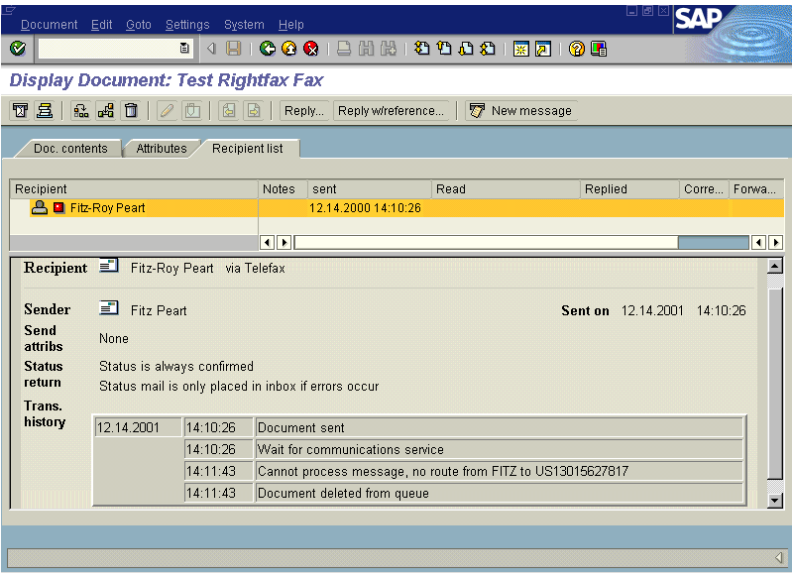 Document Edit Goto Settings System Help
SAP
Display Document: Test Rightfax Fax
Reply... Reply w/reference... New message
Doc. contents Attributes Recipient list
Recipient Notes sent Read Replied Corre... Forwa...
Fitz-Roy Peart 12.14.2000 14:10:26
Recipient Fitz-Roy Peart via Telefax
Sender Fitz Peart Sent on 12.14.2001 14:10:26
Send attribs None
Status return Status is always confirmed
Status mail is only placed in inbox if errors occur
Trans. history
12.14.2001 14:10:26 Document sent
14:10:26 Wait for communications service
14:11:43 Cannot process message, no route from FITZ to US13015627817
14:11:43 Document deleted from queue